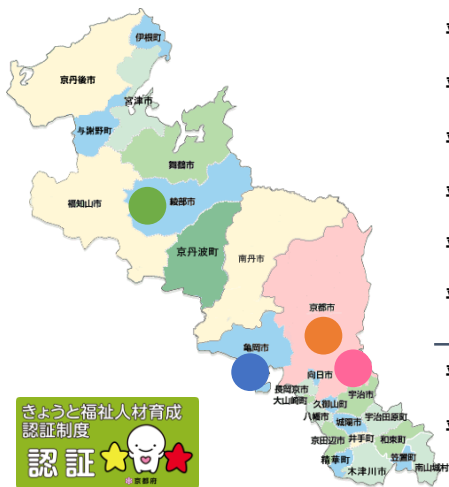 伊根町
京丹後市
宮津市
与謝野町
舞鶴市
福知山市
綾部市
京丹波町
南丹市
京都市
亀岡市
向日市
長岡京市
大山崎町
宇治市
久御山町
八幡市
城陽市
宇治田原町
京田辺市
井手町
和束町
精華町
笠置町
木津川市
南山城村
きょうと福祉人材育成
認証制度
認証
京都府